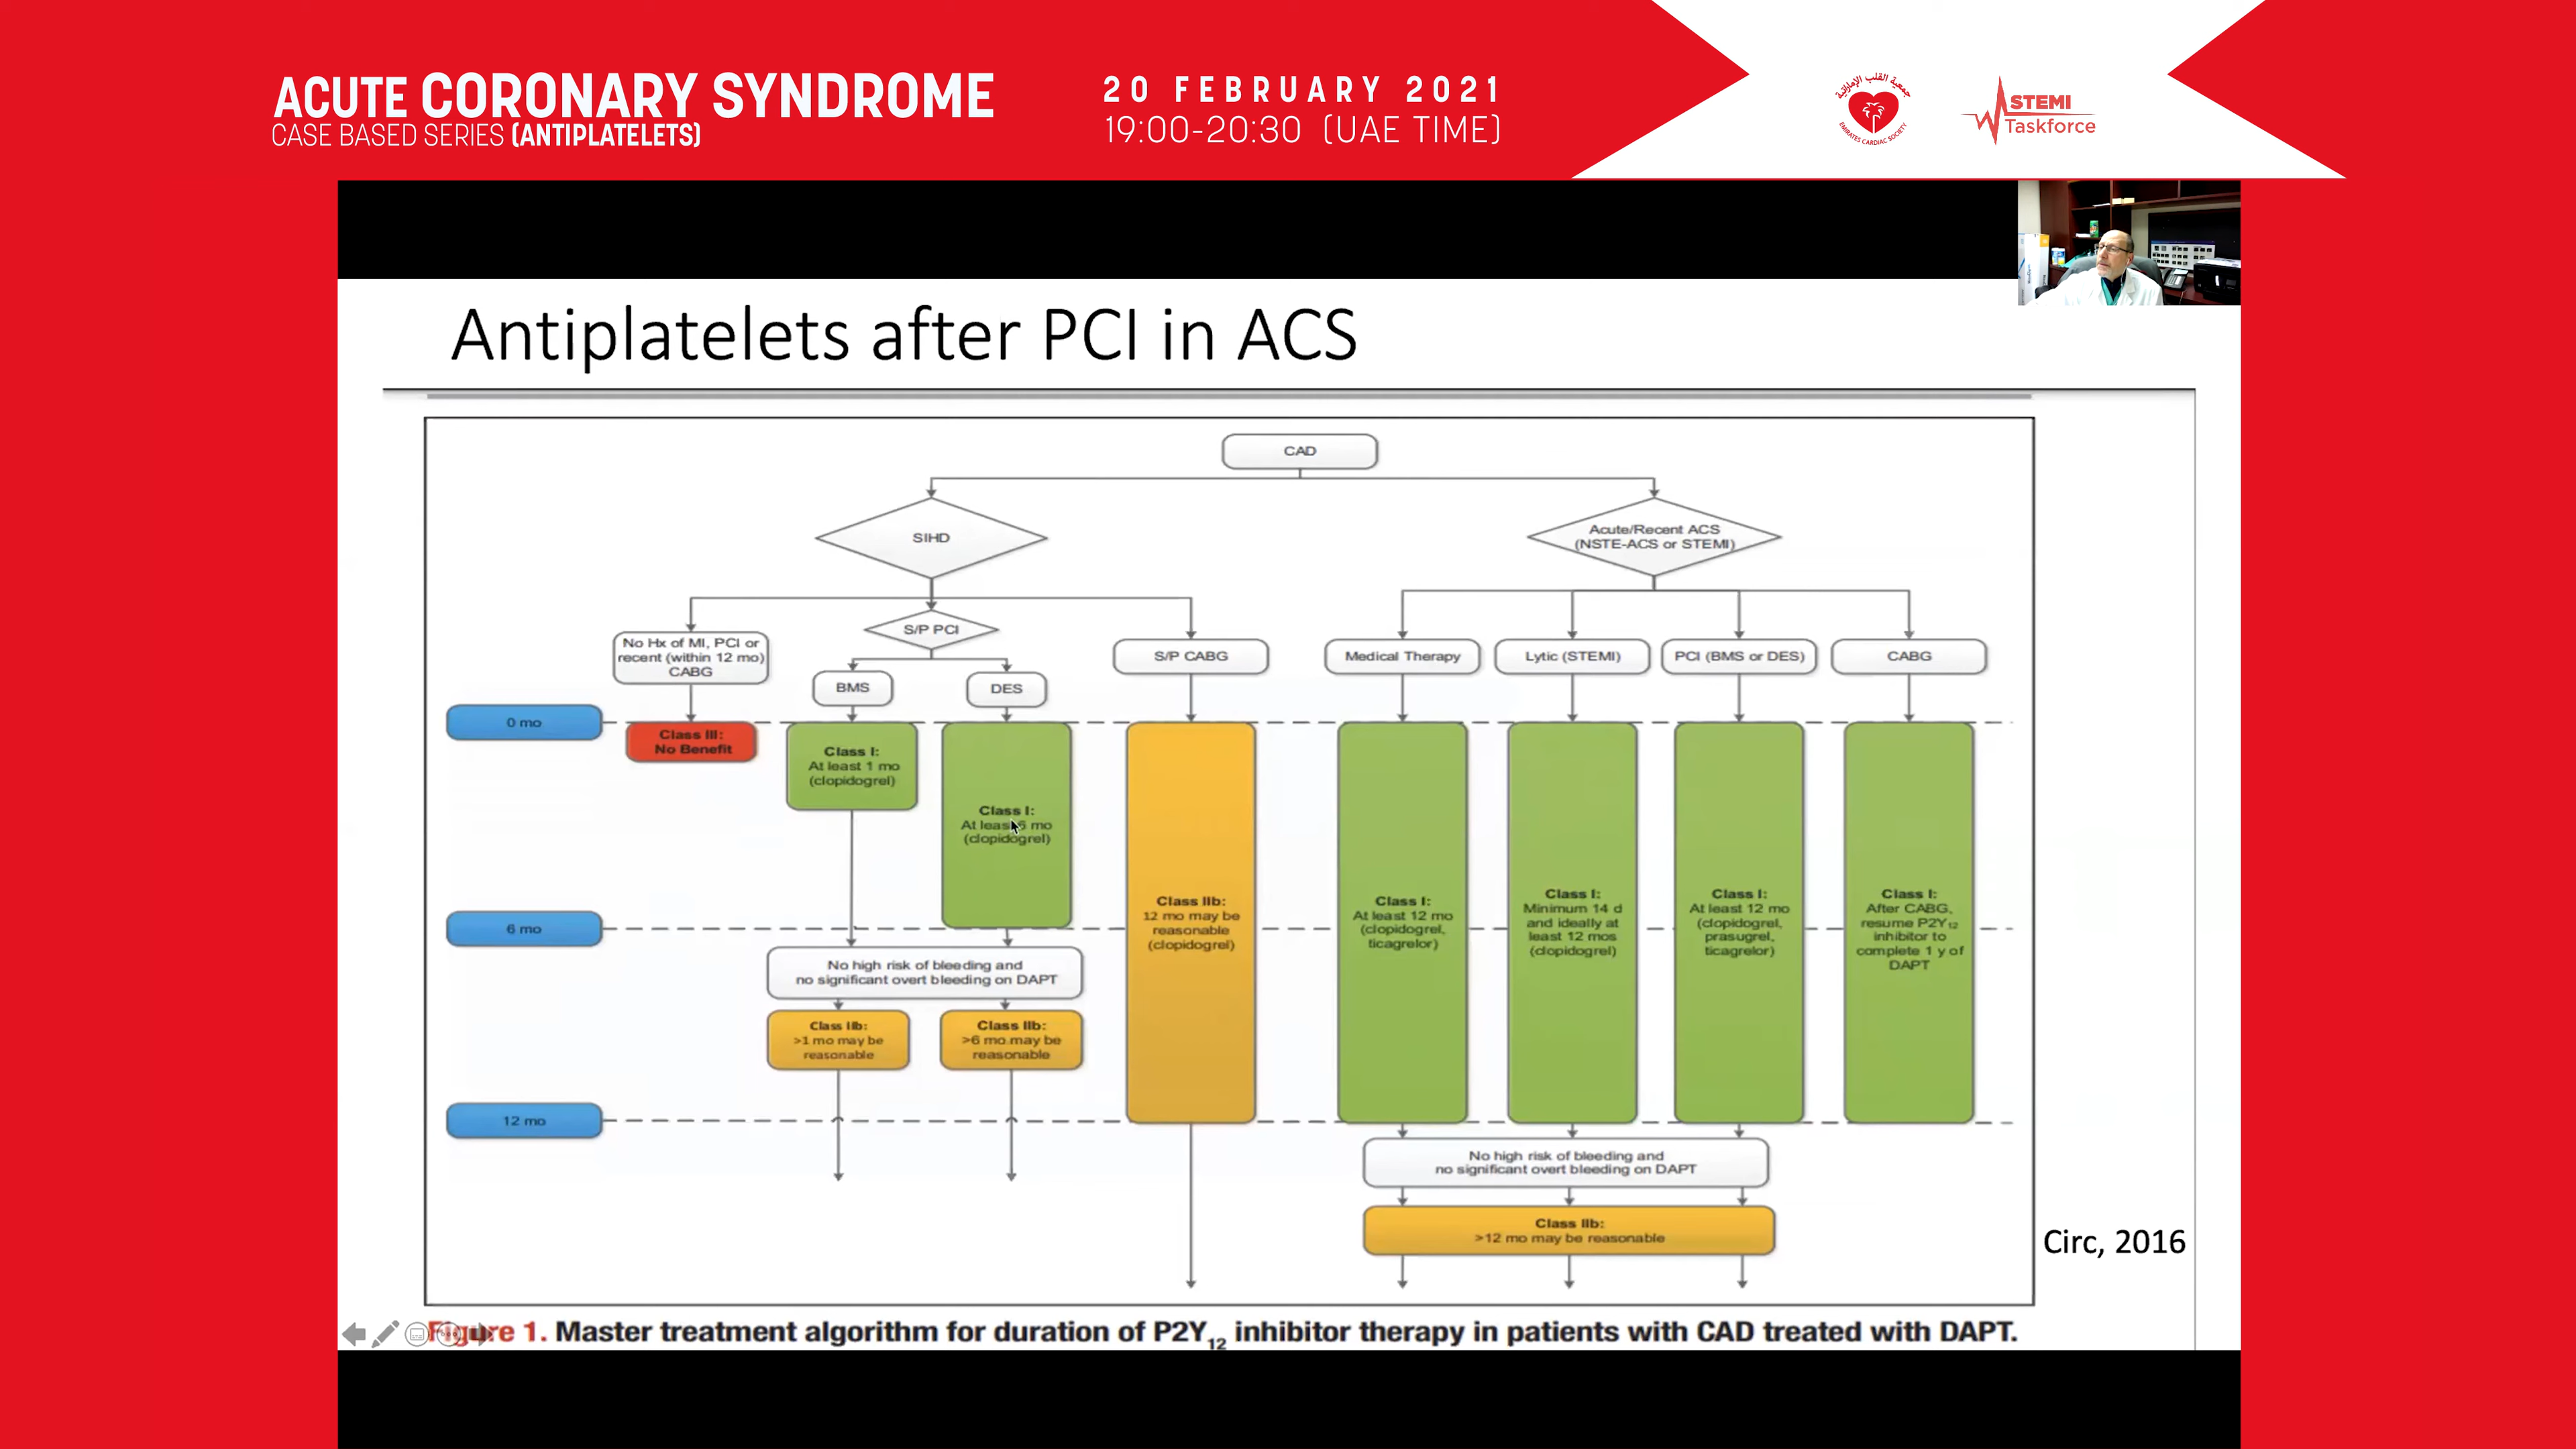 ACUTE CORONARY SYNDROME
CASE BASED SERIES (ANTIPLATELETS)
20 FEBRUARY 2021
19:00-20:30 (UAE TIME)
جمعية القلب الإماراتية
EMIRATES CARDIAC SOCIETY
STEMI
Taskforce
Antiplatelets after PCI in ACS
CAD
SIHD
Acute/Recent ACS
(NSTE-ACS or STEMI)
No Hx of MI, PCI or
recent (within 12 mo)
CABG
S/P PCI
BMS
DES
S/P CABG
Medical Therapy
Lytic (STEMI)
PCI (BMS or DES)
CABG
0 mo
Class III:
No Benefit
Class I:
At least 1 mo
(clopidogrel)
Class I:
At least 6 mo
(clopidogrel)
Class IIb:
12 mo may be
reasonable
(clopidogrel)
Class I:
At least 12 mo
(clopidogrel,
ticagrelor)
Class I:
Minimum 14 d
and ideally at
least 12 mos
(clopidogrel)
Class I:
At least 12 mo
(clopidogrel,
prasugrel,
ticagrelor)
Class I:
After CABG,
resume P2Y12
inhibitor to
complete 1 y of
DAPT
6 mo
No high risk of bleeding and
no significant overt bleeding on DAPT
Class IIb:
>1 mo may be
reasonable
Class IIb:
>6 mo may be
reasonable
12 mo
No high risk of bleeding and
no significant overt bleeding on DAPT
Class IIb:
>12 mo may be reasonable
Circ, 2016
Figure 1. Master treatment algorithm for duration of P2Y12 inhibitor therapy in patients with CAD treated with DAPT.